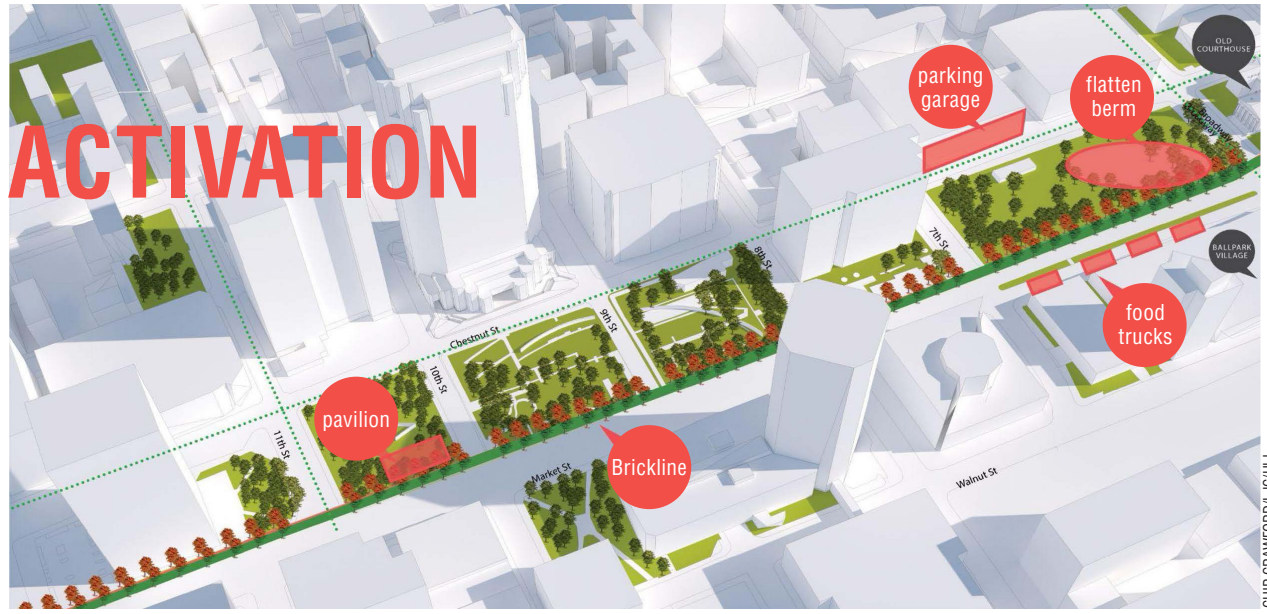 OLD
COURTHOUSE
parking
garage
flatten
berm
Broadway
ACTIVATION
BALLPARK
VILLAGE
7th St
8th St
food
trucks
9th St
Chestnut St
10th St
pavilion
11th St
Brickline
Market St
Walnut St